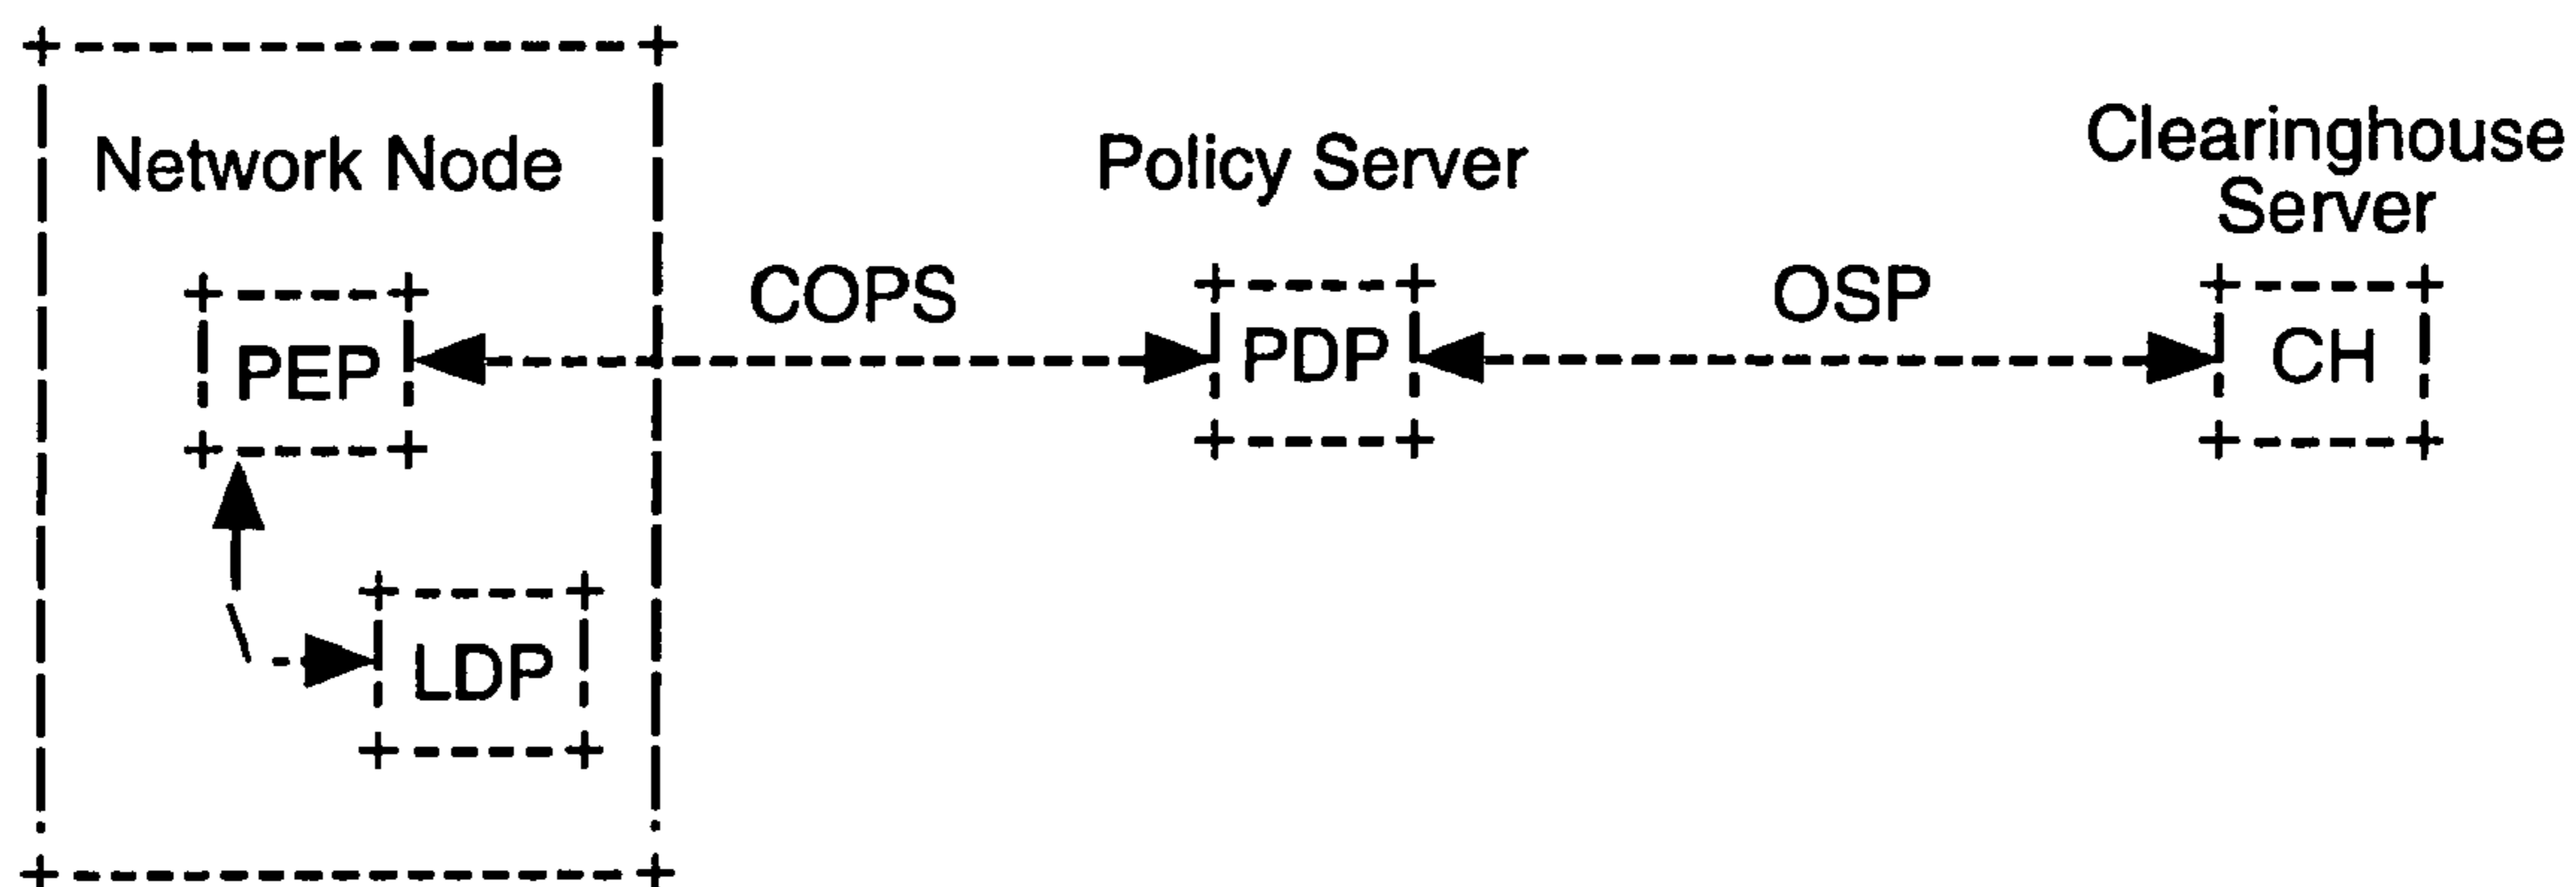 Network Node
Policy Server
Clearinghouse
Server
COPS
OSP
PEP
PDP
CH
LDP